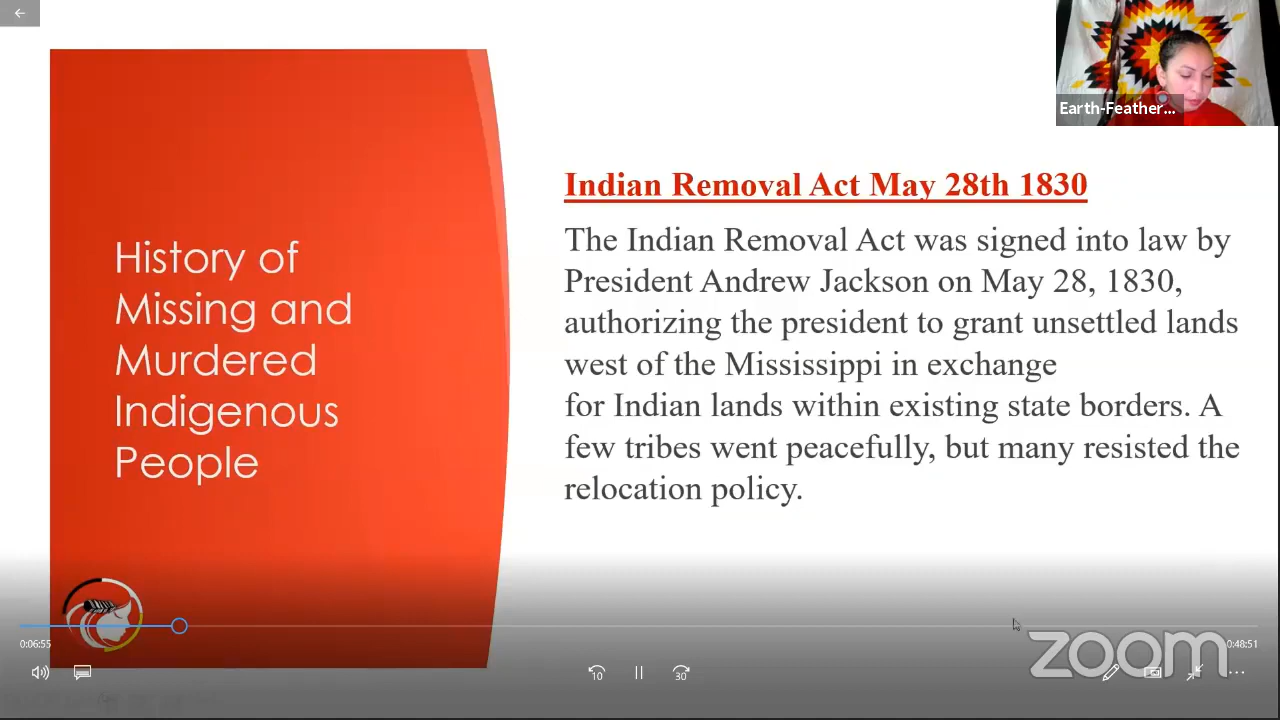 Earth-Feather...
Indian Removal Act May 28th 1830
The Indian Removal Act was signed into law by
President Andrew Jackson on May 28, 1830,
authorizing the president to grant unsettled lands
west of the Mississippi in exchange
for Indian lands within existing state borders. A
few tribes went peacefully, but many resisted the
relocation policy.
History of
Missing and
Murdered
Indigenous
People
0:06:55
0:48:51
10
30
zoom